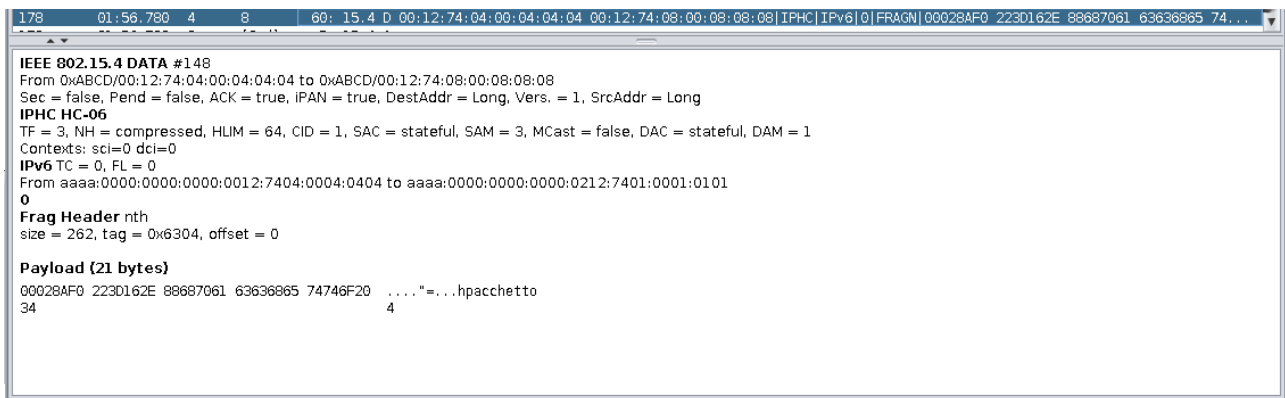 178 01:56.780 4 8 60: 15.4 D 00:12:74:04:00:04:04:04 00:12:74:08:00:08:08:08|IPHC|IPv6|0|FRAGN|00028AF0 223D162E 88687061 63636865 74...
IEEE 802.15.4 DATA #148
From 0xABCD/00:12:74:04:00:04:04:04 to 0xABCD/00:12:74:08:00:08:08:08
Sec = false, Pend = false, ACK = true, iPAN = true, DestAddr = Long, Vers. = 1, SrcAddr = Long
IPHC HC-06
TF = 3, NH = compressed, HLIM = 64, CID = 1, SAC = stateful, SAM = 3, MCast = false, DAC = stateful, DAM = 1
Contexts: sci=0 dci=0
IPv6 TC = 0, FL = 0
From aaaa:0000:0000:0000:0012:7404:0004:0404 to aaaa:0000:0000:0000:0212:7401:0001:0101
0
Frag Header nth
size = 262, tag = 0x6304, offset = 0
Payload (21 bytes)
00028AF0 223D162E 88687061 63636865 74746F20 ...."=...hpacchetto
34 4